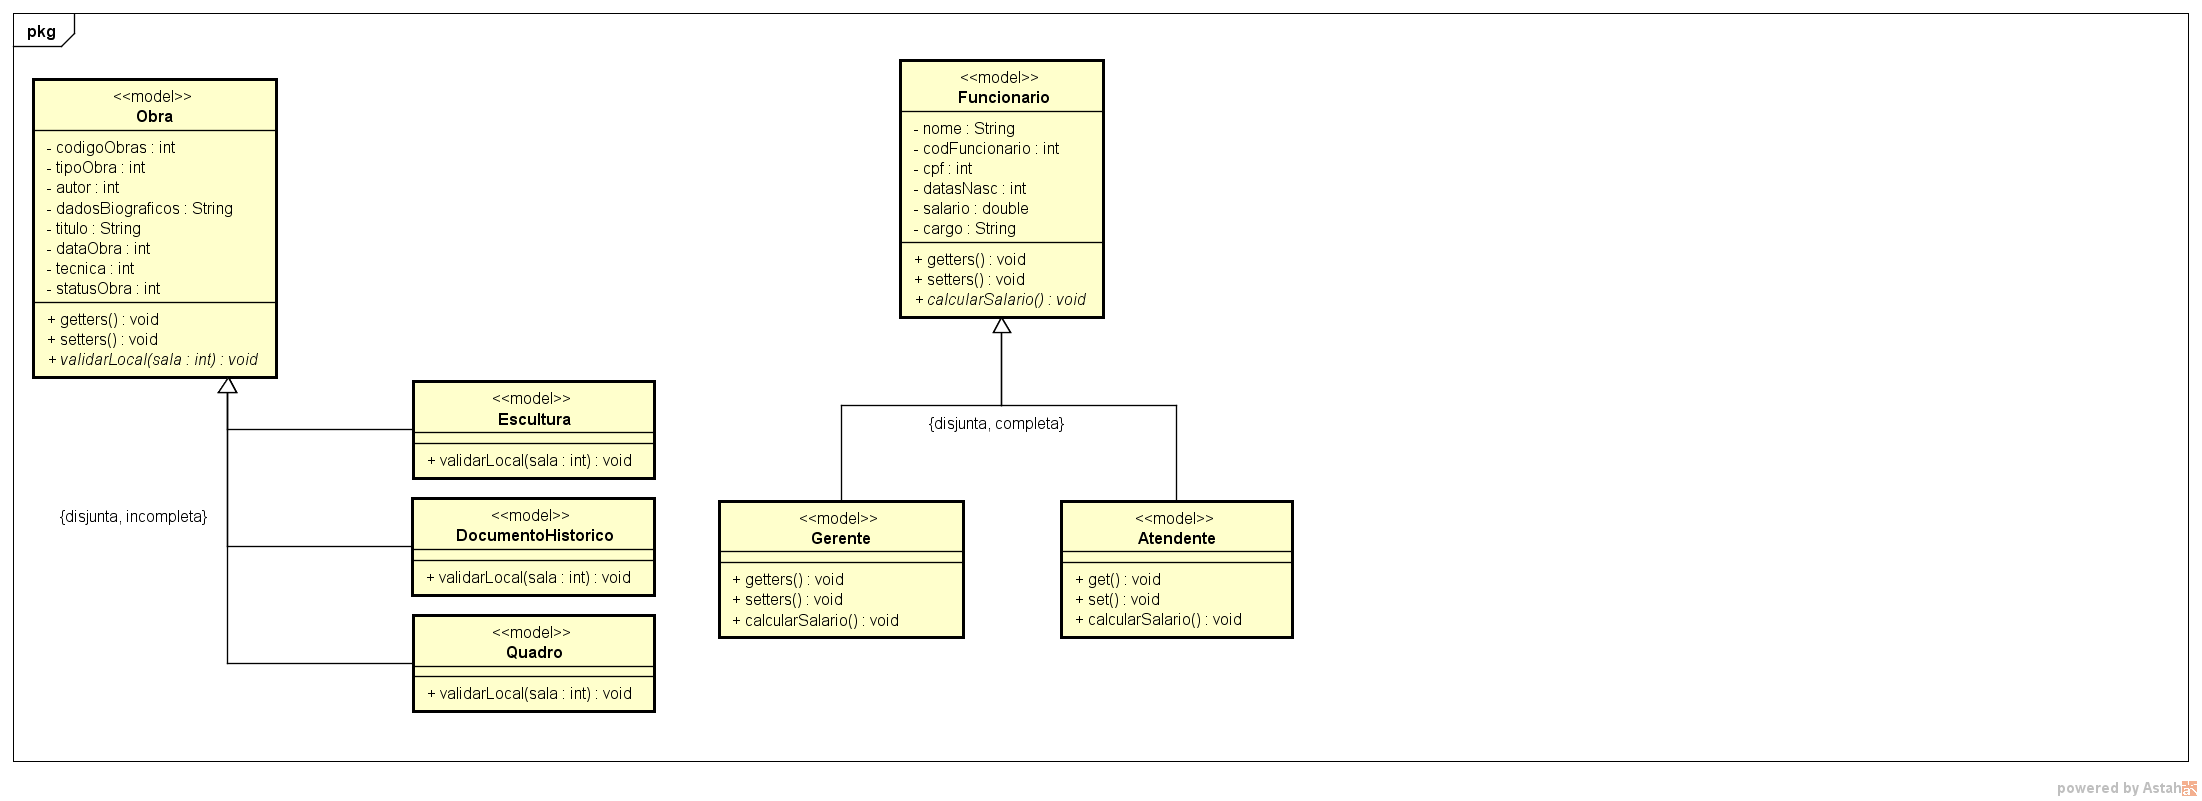 pkg
<<model>>
Obra
- codigoObras : int
- tipoObra : int
- autor : int
- dadosBiograficos : String
- titulo : String
- dataObra : int
- tecnica : int
- statusObra : int
+ getters() : void
+ setters() : void
+ validarLocal(sala : int) : void
{disjunta, incompleta}
<<model>>
Escultura
+ validarLocal(sala : int) : void
<<model>>
DocumentoHistorico
+ validarLocal(sala : int) : void
<<model>>
Quadro
+ validarLocal(sala : int) : void
<<model>>
Funcionario
- nome : String
- codFuncionario : int
- cpf : int
- datasNasc : int
- salario : double
- cargo : String
+ getters() : void
+ setters() : void
+ calcularSalario() : void
{disjunta, completa}
<<model>>
Gerente
+ getters() : void
+ setters() : void
+ calcularSalario() : void
<<model>>
Atendente
+ get() : void
+ set() : void
+ calcularSalario() : void
powered by Astah